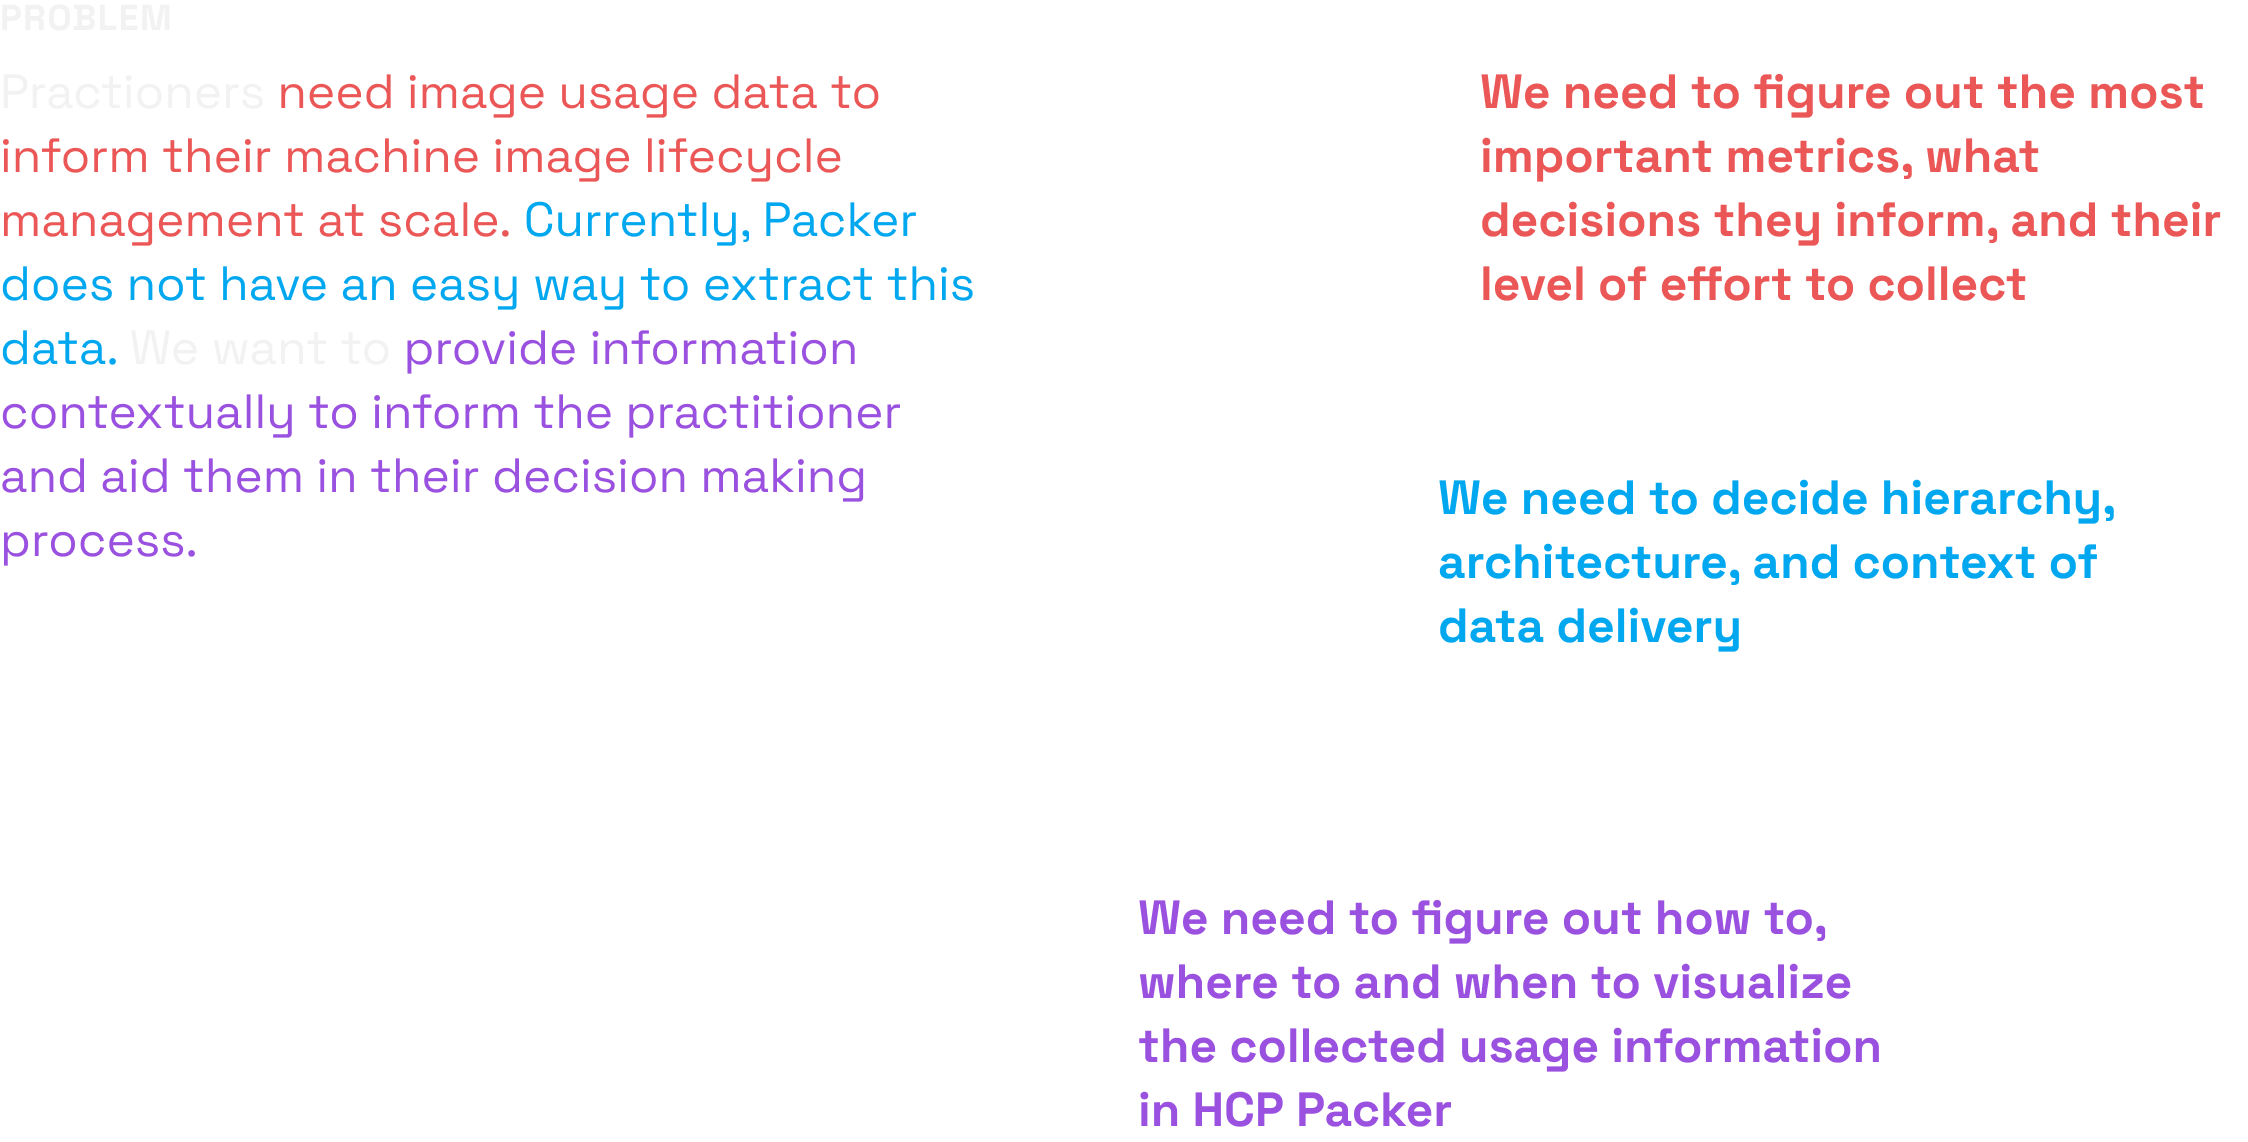 PROBLEM
Practioners need image usage data to
inform their machine image lifecycle
management at scale. Currently, Packer
does not have an easy way to extract this
data. We want to provide information
contextually to inform the practitioner
and aid them in their decision making
process.
We need to figure out the most
important metrics, what
decisions they inform, and their
level of effort to collect
We need to decide hierarchy,
architecture, and context of
data delivery
We need to figure out how to,
where to and when to visualize
the collected usage information
in HCP Packer